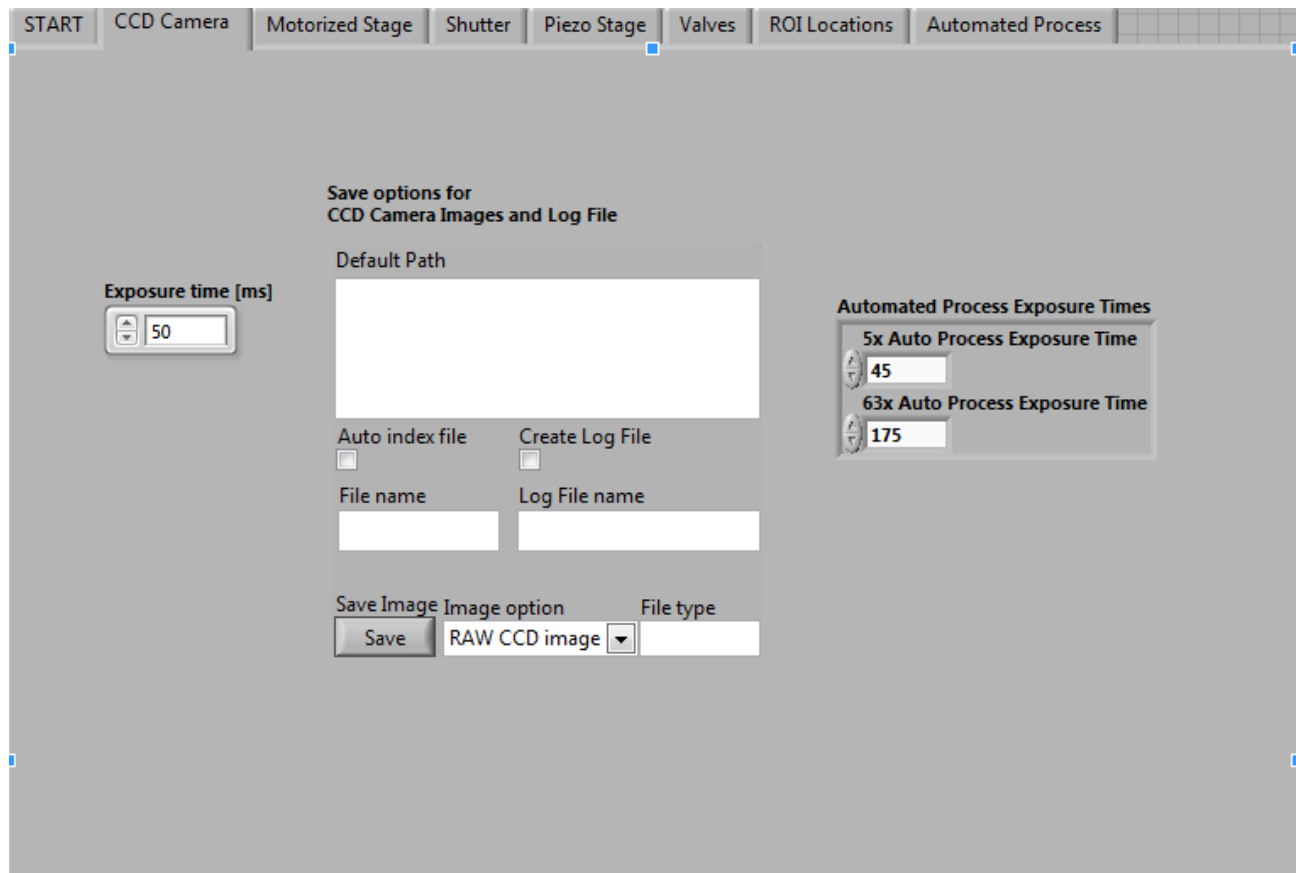 START CCD Camera Motorized Stage Shutter Piezo Stage Valves ROI Locations Automated Process
Save options for
CCD Camera Images and Log File
Default Path
Exposure time [ms]
50
Automated Process Exposure Times
5x Auto Process Exposure Time
45
63x Auto Process Exposure Time
175
Auto index file Create Log File
File name Log File name
Save Image Image option File type
Save RAW CCD image